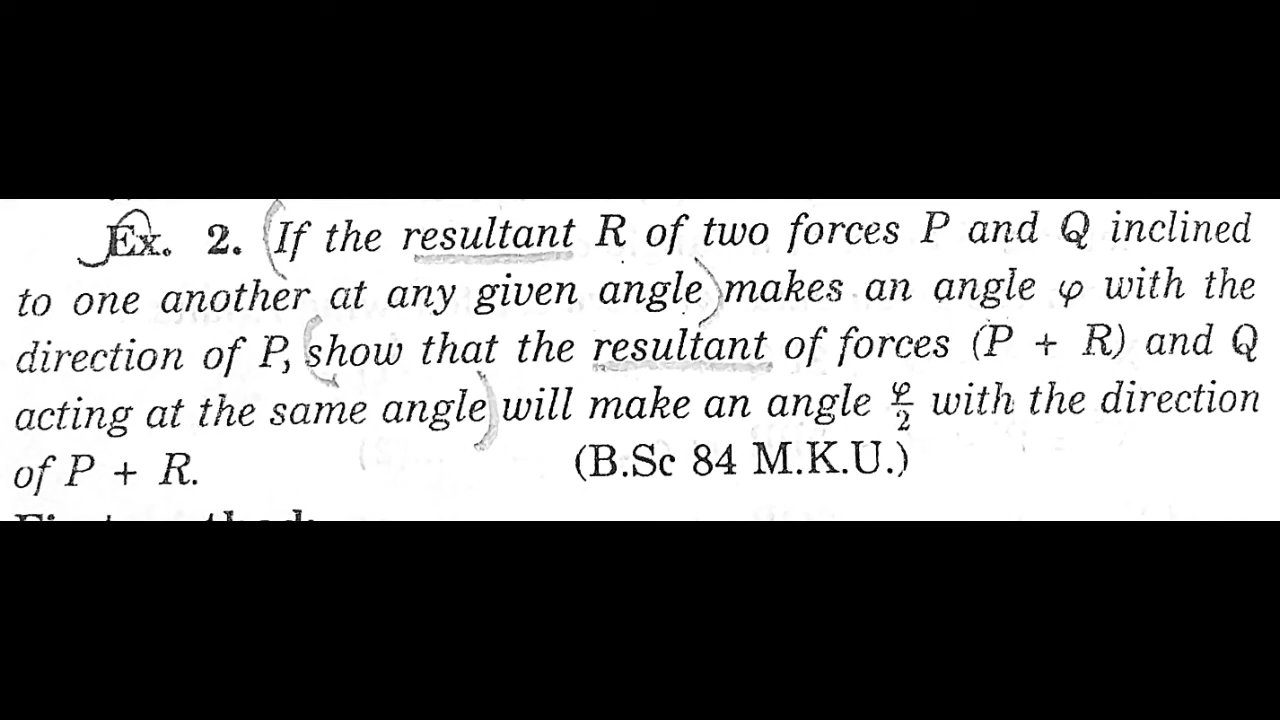 Ex. 2. If the resultant R of two forces P and Q inclined
to one another at any given angle makes an angle φ with the
direction of P, show that the resultant of forces (P + R) and Q
acting at the same angle will make an angle φ/2 with the direction
of P + R. (B.Sc 84 M.K.U.)